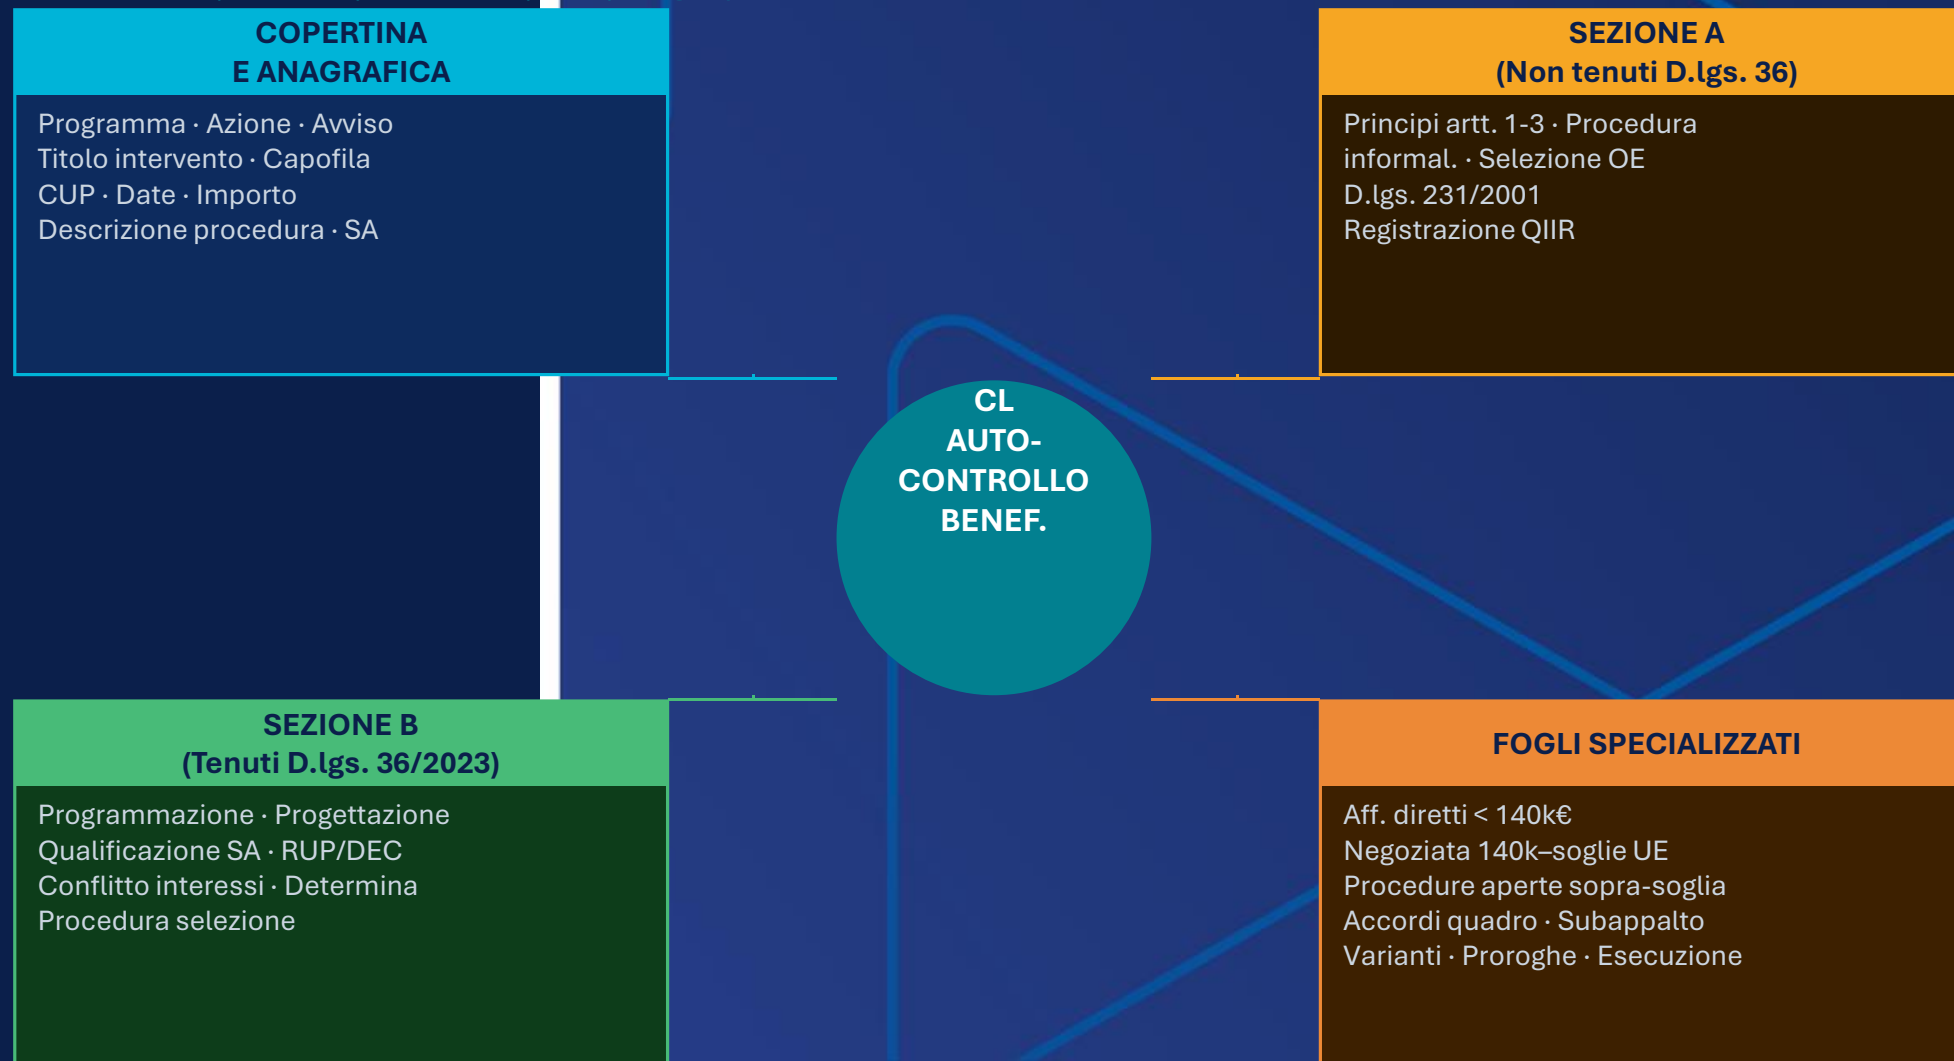 COPERTINA
E ANAGRAFICA
Programma · Azione · Avviso
Titolo intervento · Capofila
CUP · Date · Importo
Descrizione procedura · SA
SEZIONE A
(Non tenuti D.lgs. 36)
Principi artt. 1-3 · Procedura
informal. · Selezione OE
D.lgs. 231/2001
Registrazione QIIR
CL
AUTO-
CONTROLLO
BENEF.
SEZIONE B
(Tenuti D.lgs. 36/2023)
Programmazione · Progettazione
Qualificazione SA · RUP/DEC
Conflitto interessi · Determina
Procedura selezione
FOGLI SPECIALIZZATI
Aff. diretti < 140k€
Negoziata 140k–soglie UE
Procedure aperte sopra-soglia
Accordi quadro · Subappalto
Varianti · Proroghe · Esecuzione